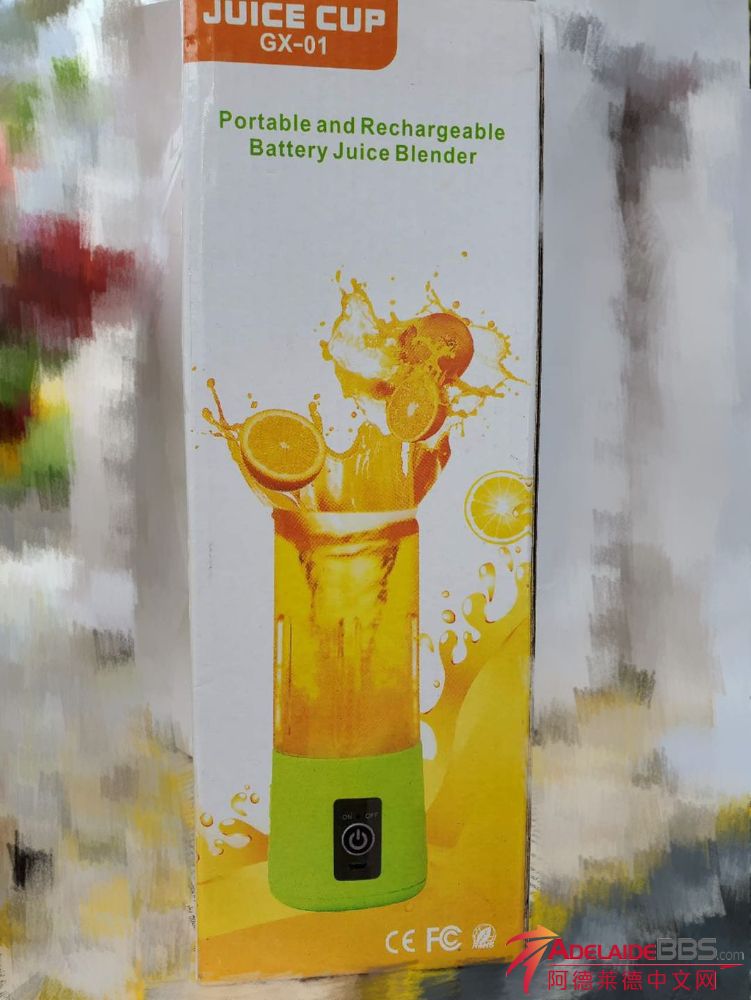 JUICE CUP
GX-01
Portable and Rechargeable
Battery Juice Blender
ON OFF
CE FC RoHS
ADELAIDEBBS.com
阿德莱德中文网